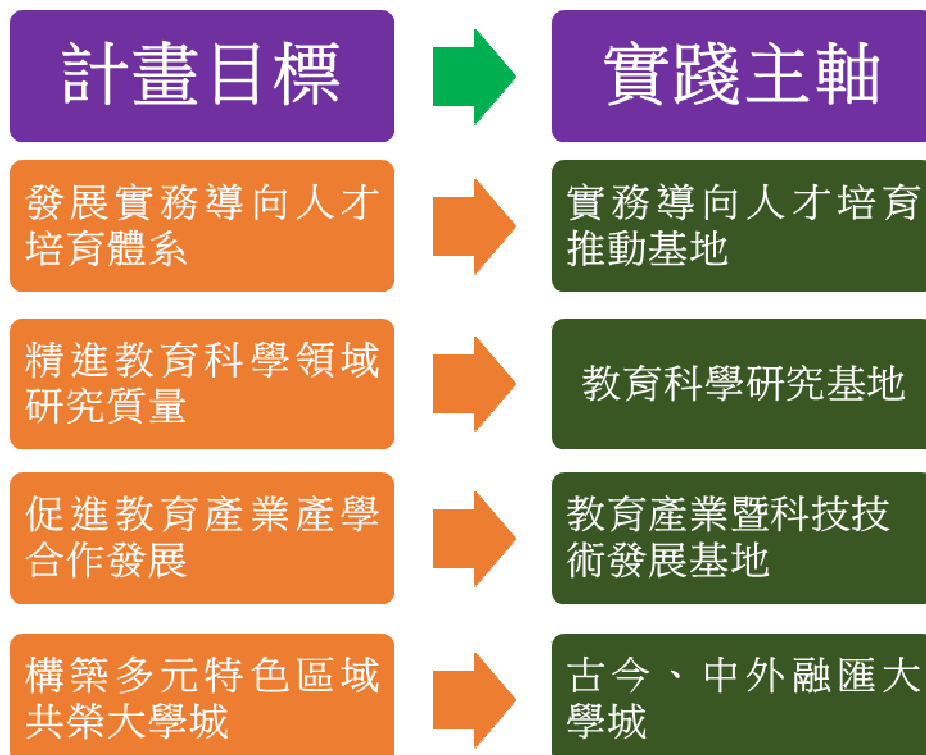 計畫目標
實踐主軸
發展實務導向人才
培育體系
實務導向人才培育
推動基地
精進教育科學領域
研究質量
教育科學研究基地
促進教育產業產學
合作發展
教育產業暨科技技
術發展基地
構築多元特色區域
共榮大學城
古今、中外融匯大
學城